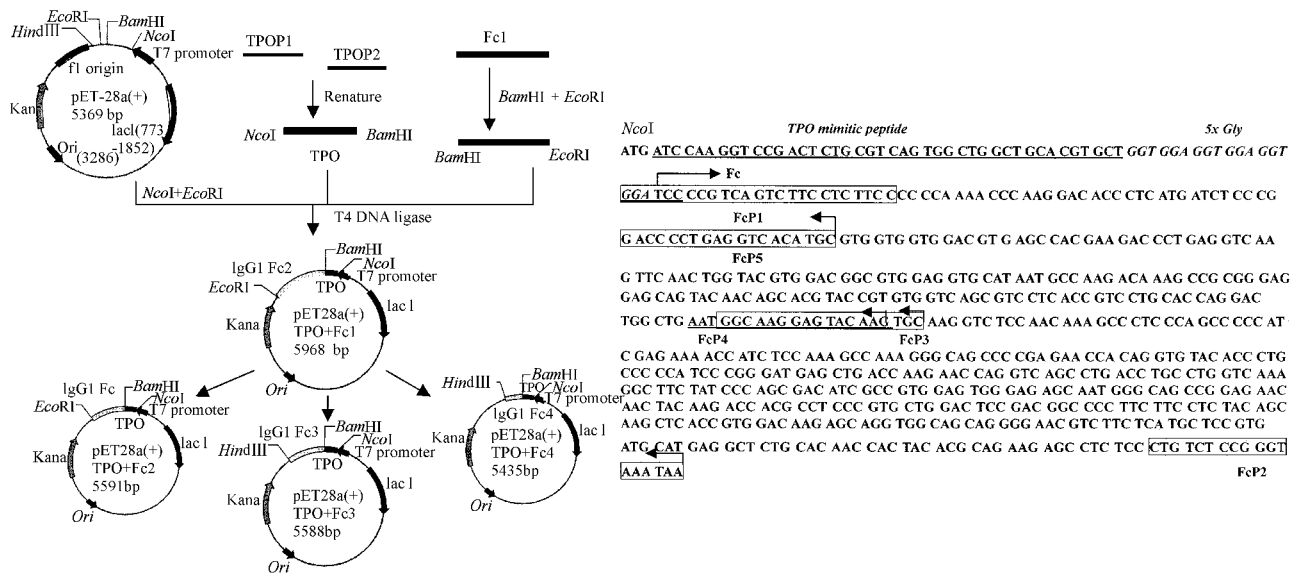 EcoRI
BamHI
HindIII
NcoI
T7 promoter
f1 origin
pET-28a(+)
5369 bp
Kan
lacI(773
-1852)
Ori
(3286)
TPOP1
TPOP2
Fc1
Renature
BamHI + EcoRI
NcoI
BamHI
TPO
BamHI
EcoRI
NcoI+EcoRI
T4 DNA ligase
BamHI
IgG1 Fc2
NcoI
T7 promoter
TPO
EcoRI
lac I
Kana
pET28a(+)
TPO+Fc1
5968 bp
Ori
IgG1 Fc
BamHI
NcoI
EcoRI
T7 promoter
TPO
lac I
Kana
pET28a(+)
TPO+Fc2
5591bp
Ori
IgG1 Fc3
BamHI
NcoI
HindIII
T7 promoter
TPO
lac I
Kana
pET28a(+)
TPO+Fc3
5588bp
Ori
BamHI
HindIII
TPO
NcoI
T7 promoter
IgG1 Fc4
lac I
Kana
pET28a(+)
TPO+Fc4
5435bp
Ori
NcoI TPO mimitic peptide 5x Gly
ATG ATC CAA GGT CCG ACT CTG CGT CAG TGG CTG GCT GCA CGT GCT GGT GGA GGT GGA GGT
Fc
GGA TCC CCG TCA GTC TTC CTC TTC C CC CCA AAA CCC AAG GAC ACC CTC ATG ATC TCC CG
FcP1
G ACC CCT GAG GTC ACA TGC GTG GTG GTG GAC GTG AGC CAC GAA GAC CCT GAG GTC AA
FcP5
G TTC AAC TGG TAC GTG GAC GGC GTG GAG GTG CAT AAT GCC AAG ACA AAG CCG CGG GAG
GAG CAG TAC AAC AGC ACG TAC CGT GTG GTC AGC GTC CTC ACC GTC CTG CAC CAG GAC
TGG CTG AAT GGC AAG GAG TAC AAG TGC AAG GTC TCC AAC AAA GCC CTC CCA GCC CCC AT
FcP4 FcP3
C GAG AAA ACC ATC TCC AAA GCC AAA GGG CAG CCC CGA GAA CCA CAG GTG TAC ACC CTG
CCC CCA TCC CGG GAT GAG CTG ACC AAG AAC CAG GTC AGC CTG ACC TGC CTG GTC AAA
GGC TTC TAT CCC AGC GAC ATC GCC GTG GAG TGG GAG AGC AAT GGG CAG CCG GAG AAC
AAC TAC AAG ACC ACG CCT CCC GTG CTG GAC TCC GAC GGC CCC TTC TTC CTC TAC AGC
AAG CTC ACC GTG GAC AAG AGC AGG TGG CAG CAG GGG AAC GTC TTC TCA TGC TCC GTG
ATG CAT GAG GCT CTG CAC AAC CAC TAC ACG CAG AAG AGC CTC TCC CTG TCT CCG GGT
AAA TAA FcP2